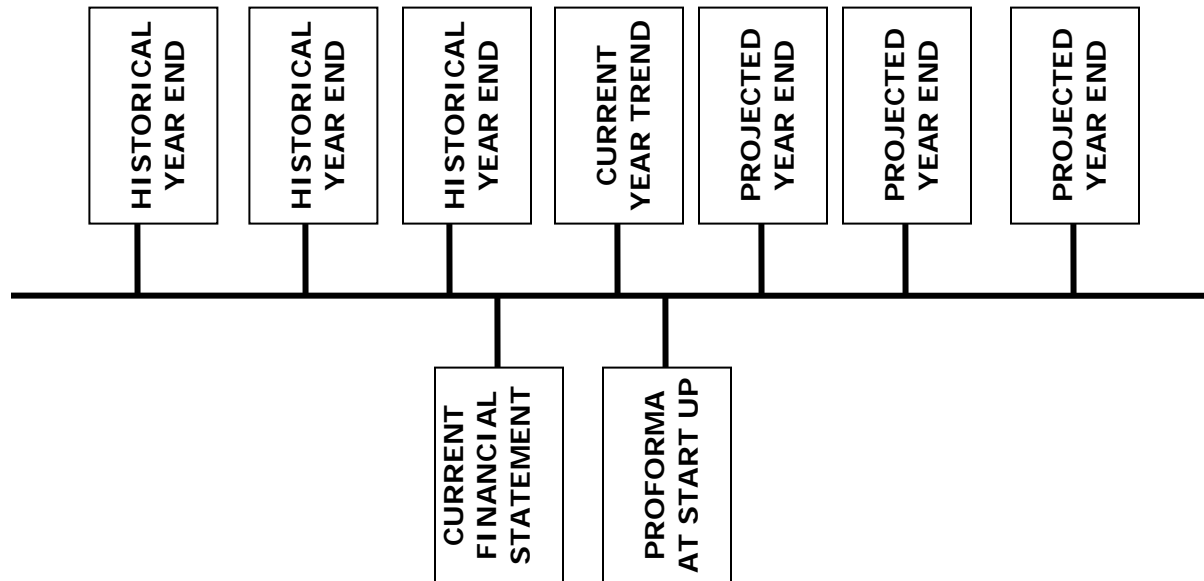 HISTORICAL
YEAR END
HISTORICAL
YEAR END
HISTORICAL
YEAR END
CURRENT
YEAR TREND
PROJECTED
YEAR END
PROJECTED
YEAR END
PROJECTED
YEAR END
CURRENT
FINANCIAL
STATEMENT
PROFORMA
AT START UP